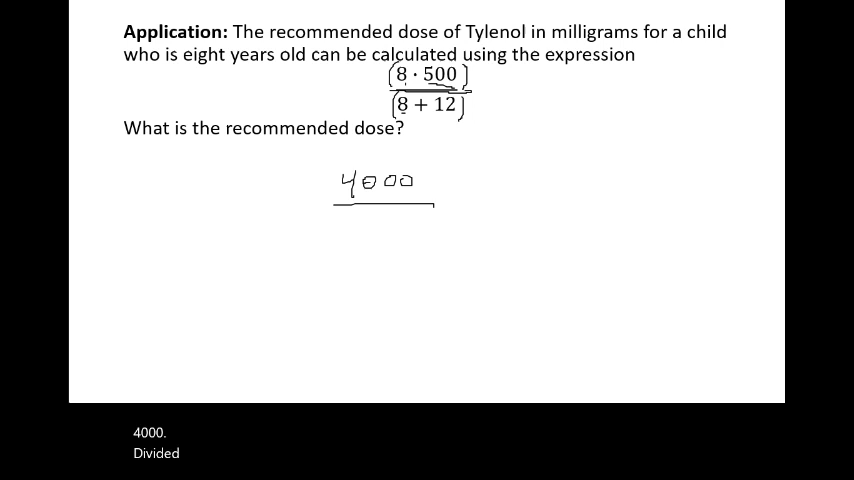 Application: The recommended dose of Tylenol in milligrams for a child
who is eight years old can be calculated using the expression
(8 · 500)
(8 + 12)
What is the recommended dose?
4000
4000.
Divided